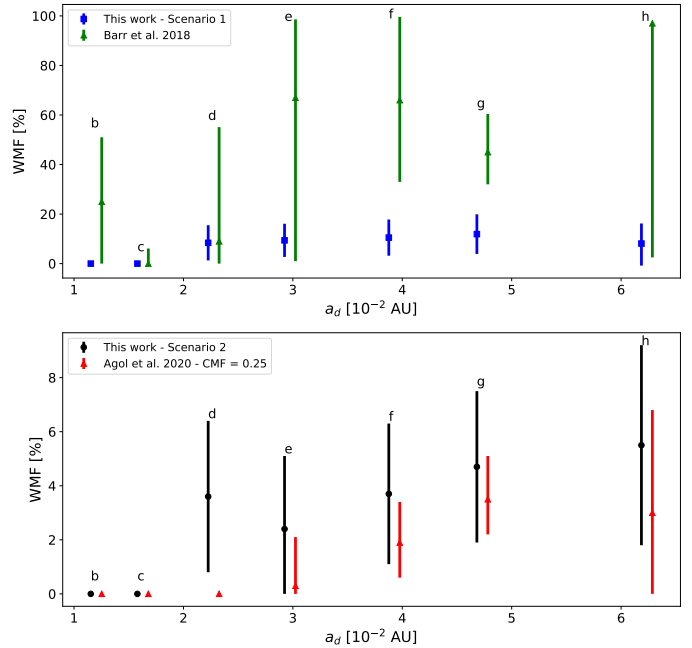 100
80
60
40
20
0
WMF [%]
This work - Scenario 1
Barr et al. 2018
b
c
d
e
f
g
h
1
2
3
4
5
6
a_d [10⁻² AU]
8
6
4
2
0
WMF [%]
This work - Scenario 2
Agol et al. 2020 - CMF = 0.25
b
c
d
e
f
g
h
1
2
3
4
5
6
a_d [10⁻² AU]